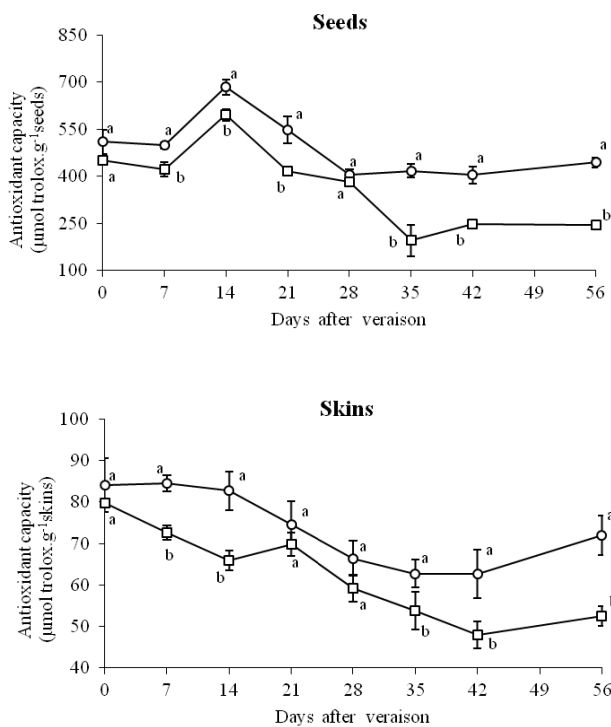 Seeds
Antioxidant capacity
(µmol trolox.g⁻¹seeds)
850
700
550
400
250
100
a
a
a
a
a
a
a
a
a
b
b
b
a
b
b
b
0 7 14 21 28 35 42 49 56
Days after veraison
Skins
Antioxidant capacity
(µmol trolox.g⁻¹skins)
100
90
80
70
60
50
40
a
a
a
a
a
a
a
a
a
b
b
a
a
b
b
b
0 7 14 21 28 35 42 49 56
Days after veraison